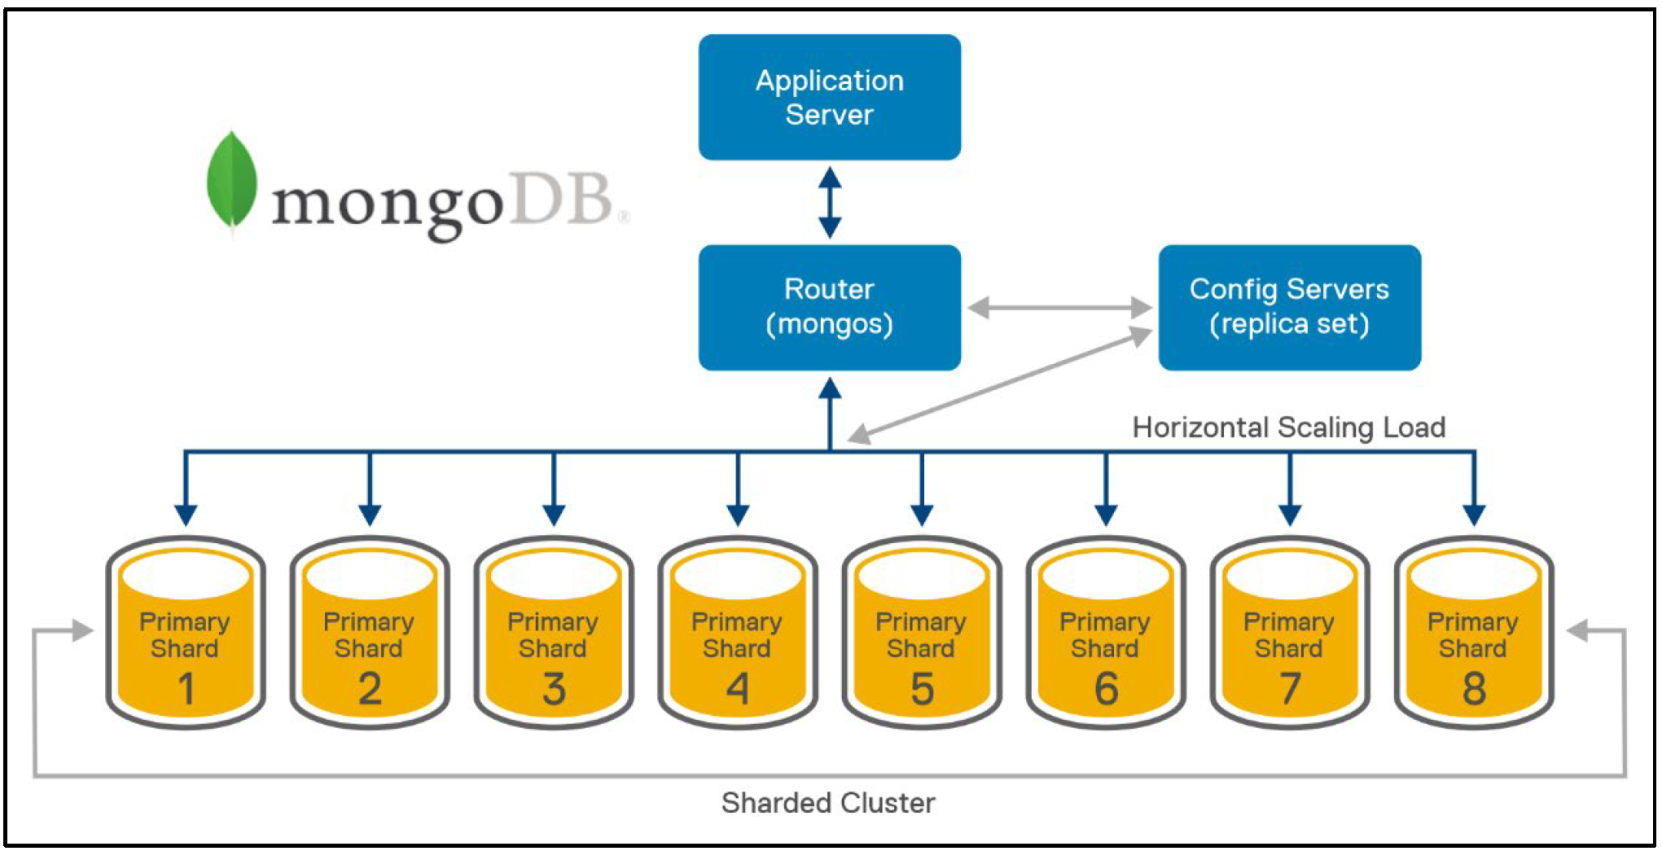 Application
Server
mongoDB®
Router
(mongos)
Config Servers
(replica set)
Horizontal Scaling Load
Primary
Shard
1
Primary
Shard
2
Primary
Shard
3
Primary
Shard
4
Primary
Shard
5
Primary
Shard
6
Primary
Shard
7
Primary
Shard
8
Sharded Cluster